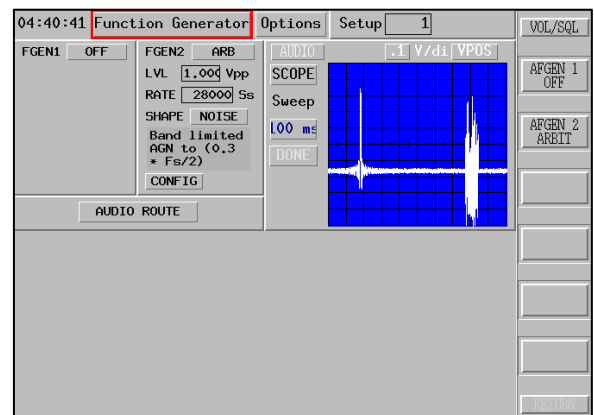 04:40:41 Function Generator Options Setup 1
VOL/SQL
FGEN1 OFF
FGEN2 ARB
LVL 1.000 Vpp
RATE 28000 Ss
SHAPE NOISE
Band limited
AGN to (0.3
* Fs/2)
CONFIG
AUDIO ROUTE
AUDIO .1 V/di VPOS
SCOPE
Sweep
100 ms
DONE
AFGEN 1
OFF
AFGEN 2
ARBIT
RETURN